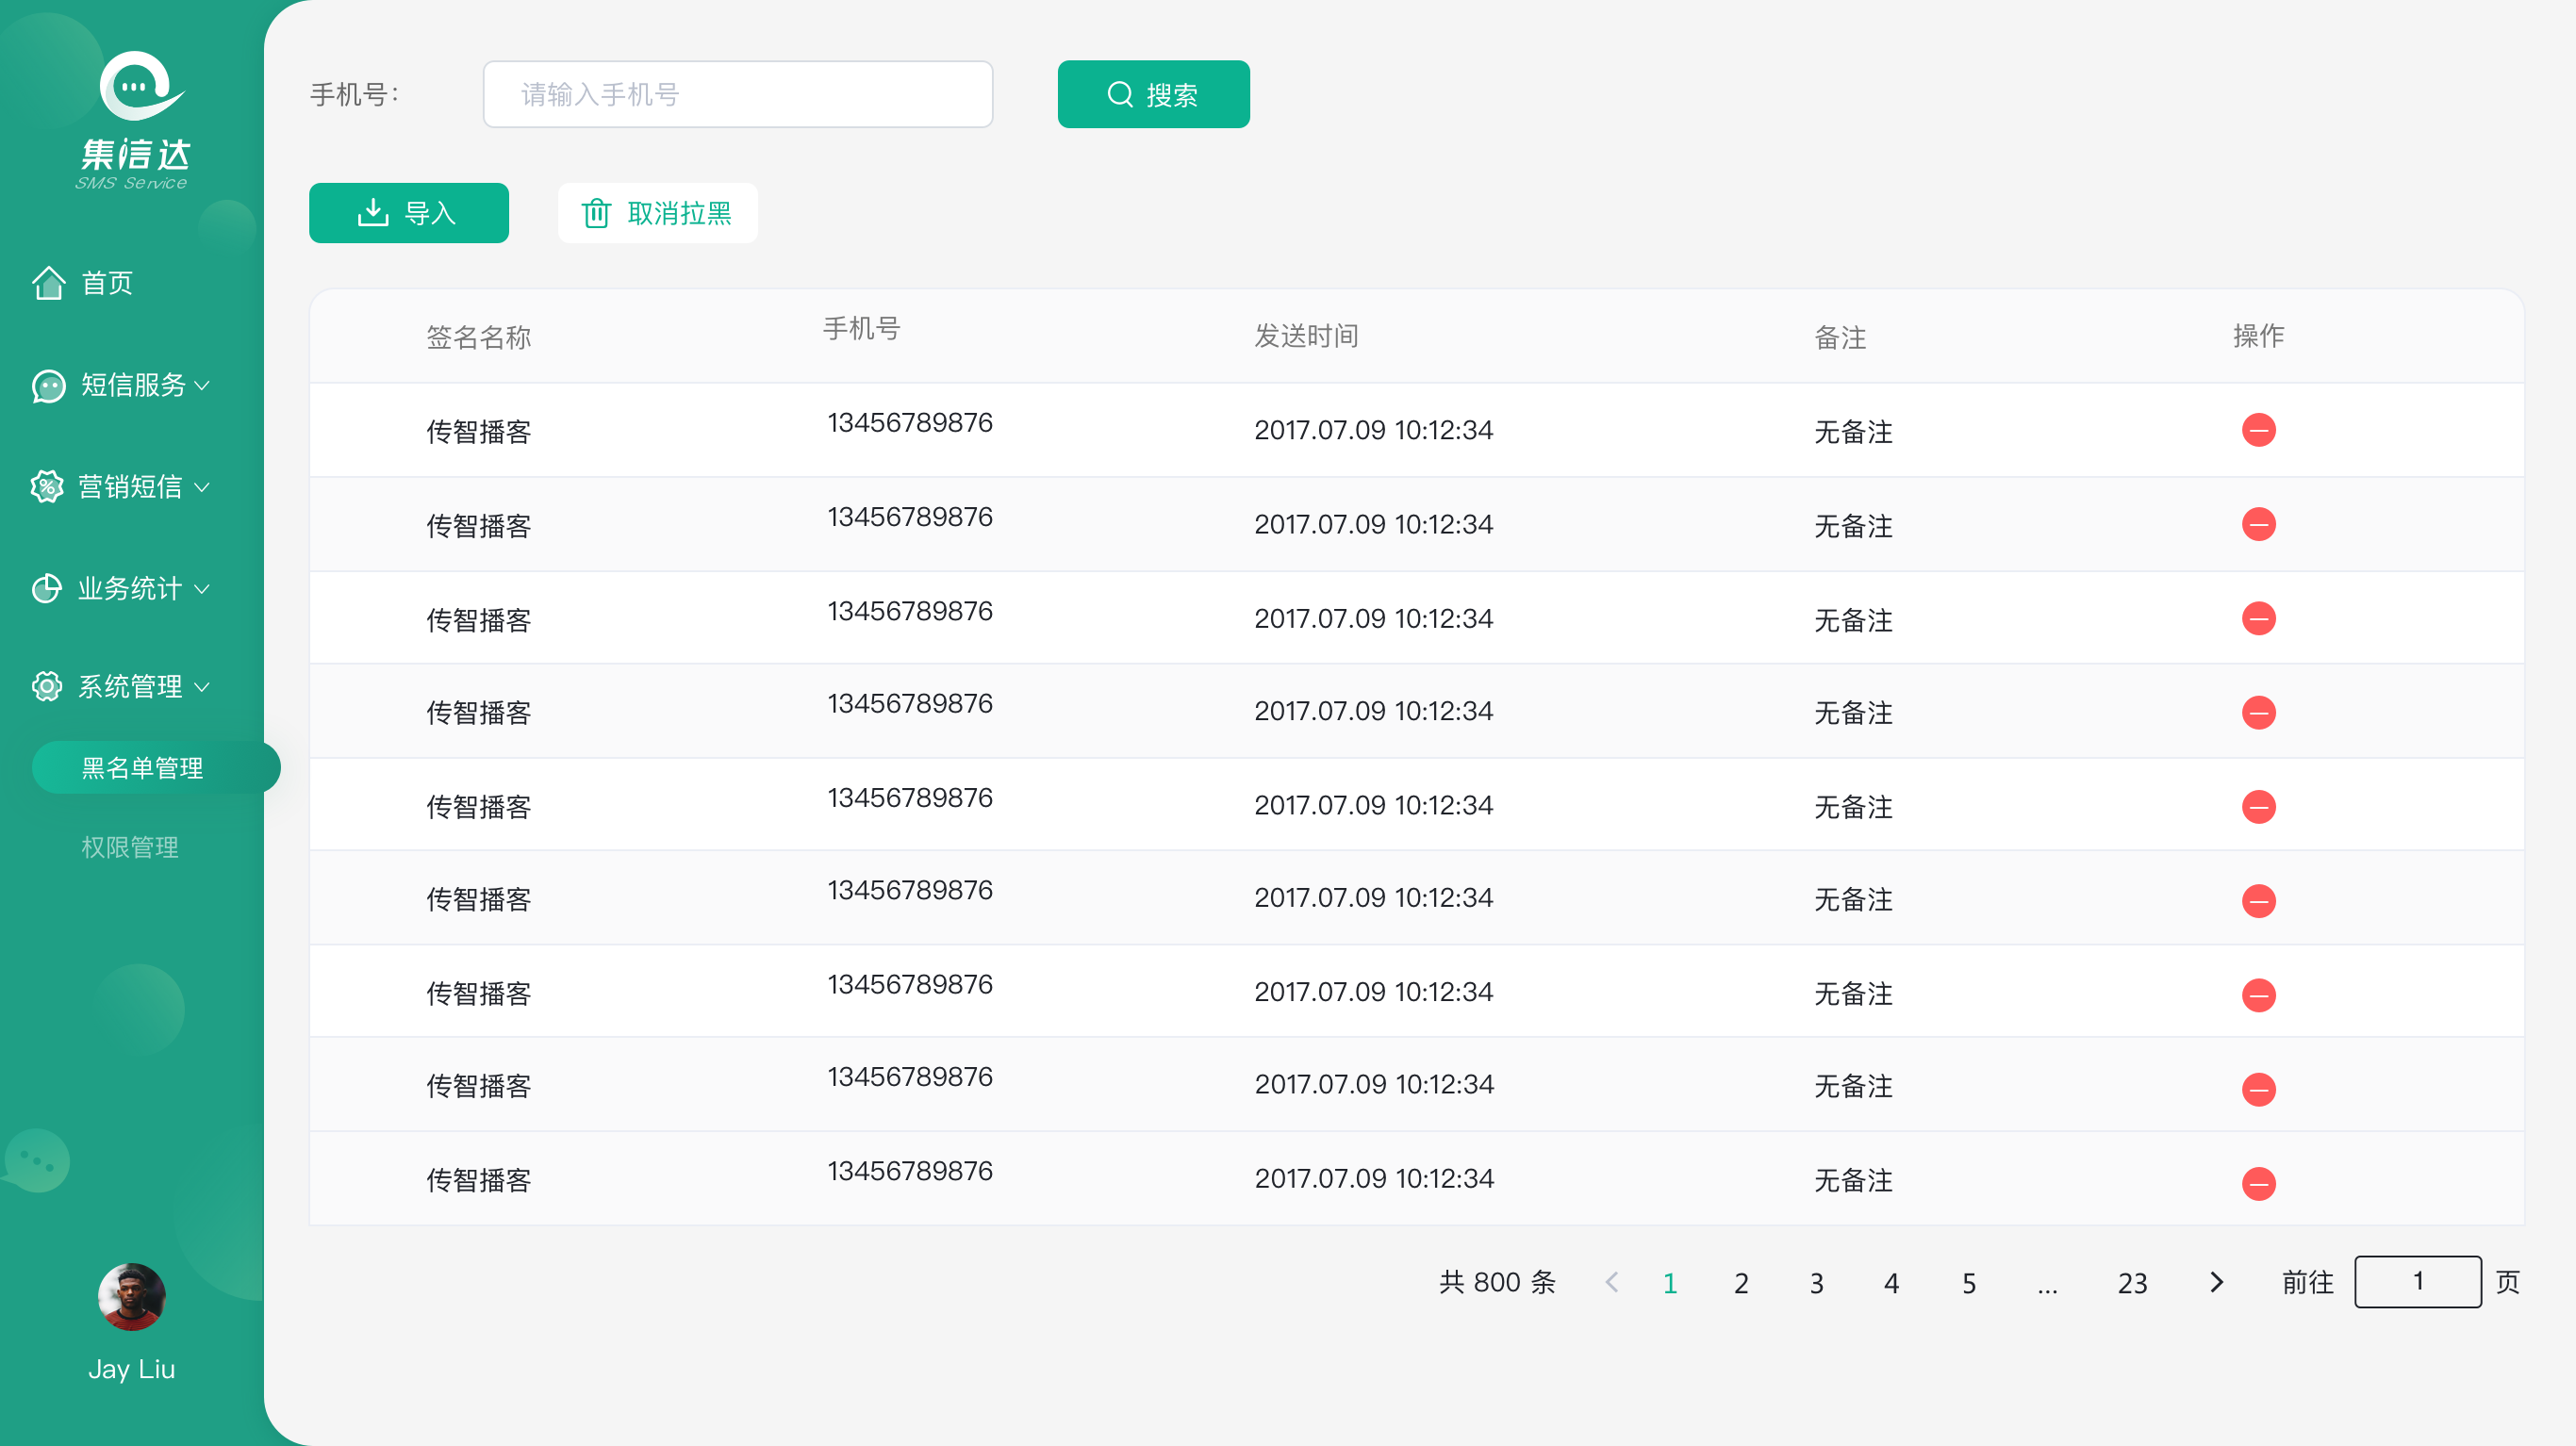 集信达
SMS Service
首页
短信服务
营销短信
业务统计
系统管理
黑名单管理
权限管理
Jay Liu
手机号：
请输入手机号
搜索
导入
取消拉黑
签名名称 手机号 发送时间 备注 操作
传智播客 13456789876 2017.07.09 10:12:34 无备注
传智播客 13456789876 2017.07.09 10:12:34 无备注
传智播客 13456789876 2017.07.09 10:12:34 无备注
传智播客 13456789876 2017.07.09 10:12:34 无备注
传智播客 13456789876 2017.07.09 10:12:34 无备注
传智播客 13456789876 2017.07.09 10:12:34 无备注
传智播客 13456789876 2017.07.09 10:12:34 无备注
传智播客 13456789876 2017.07.09 10:12:34 无备注
传智播客 13456789876 2017.07.09 10:12:34 无备注
共 800 条 1 2 3 4 5 ... 23 前往 1 页